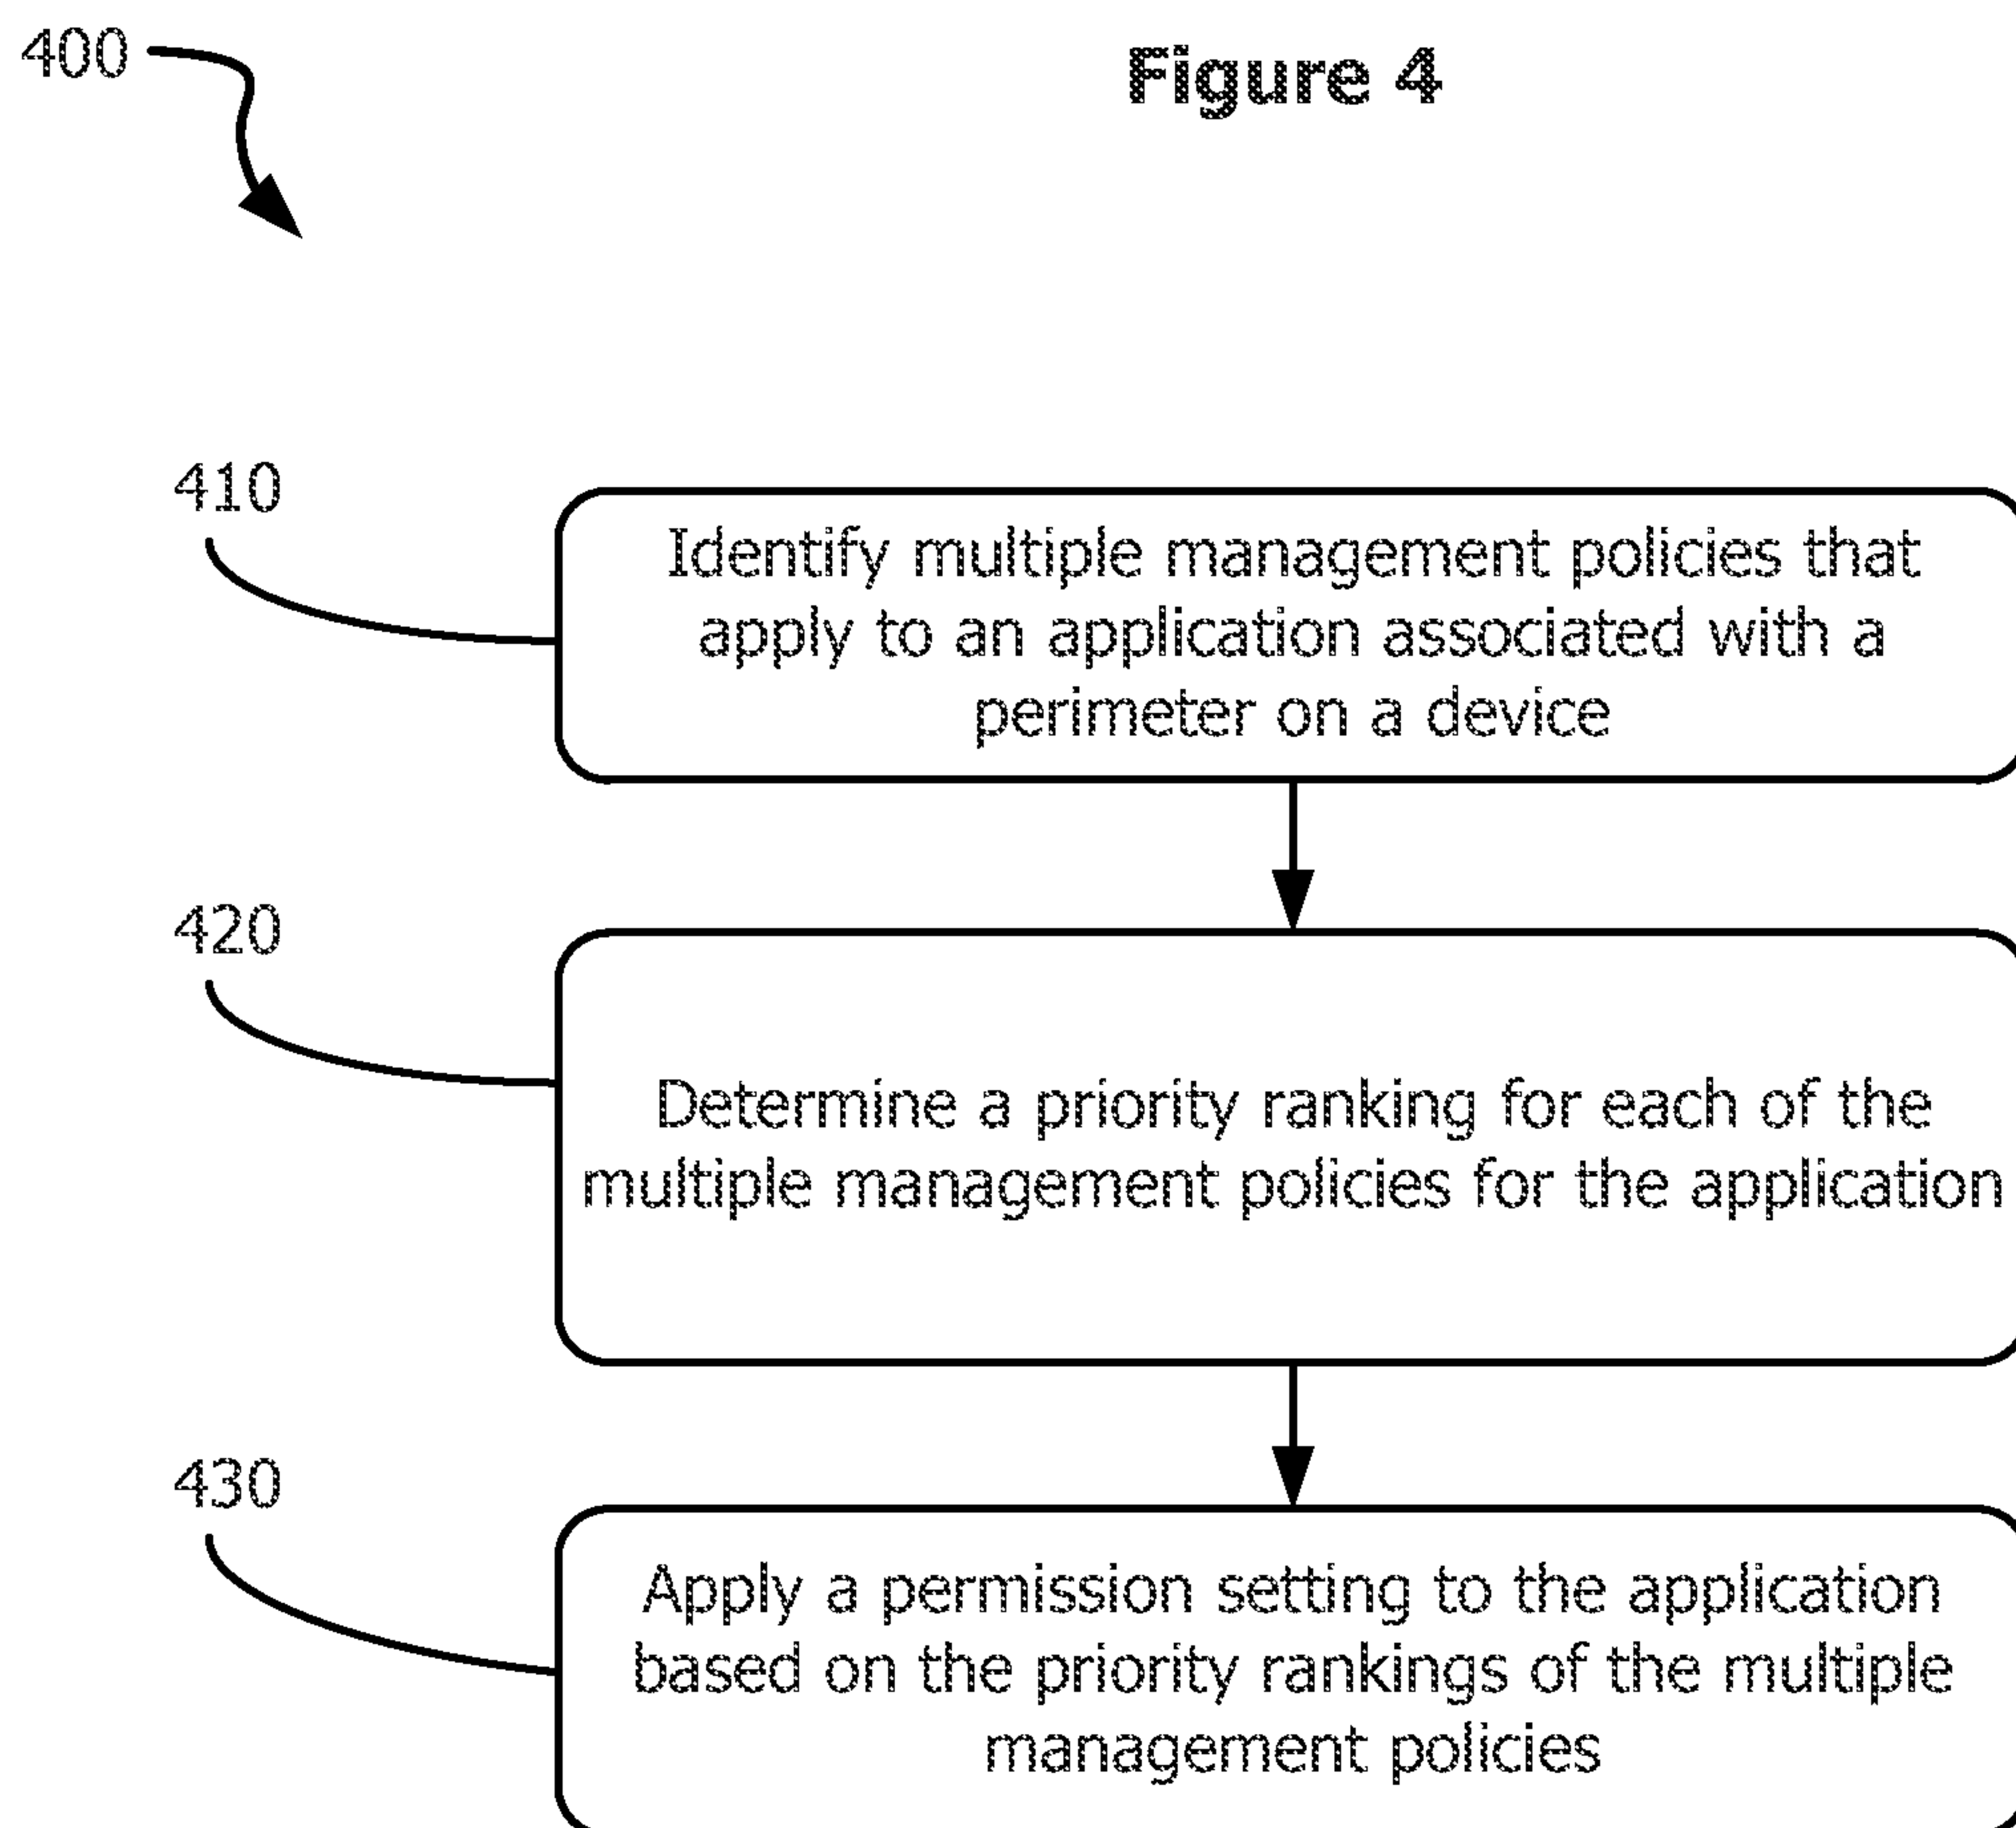 400
Figure 4
410
Identify multiple management policies that
apply to an application associated with a
perimeter on a device
420
Determine a priority ranking for each of the
multiple management policies for the application
430
Apply a permission setting to the application
based on the priority rankings of the multiple
management policies